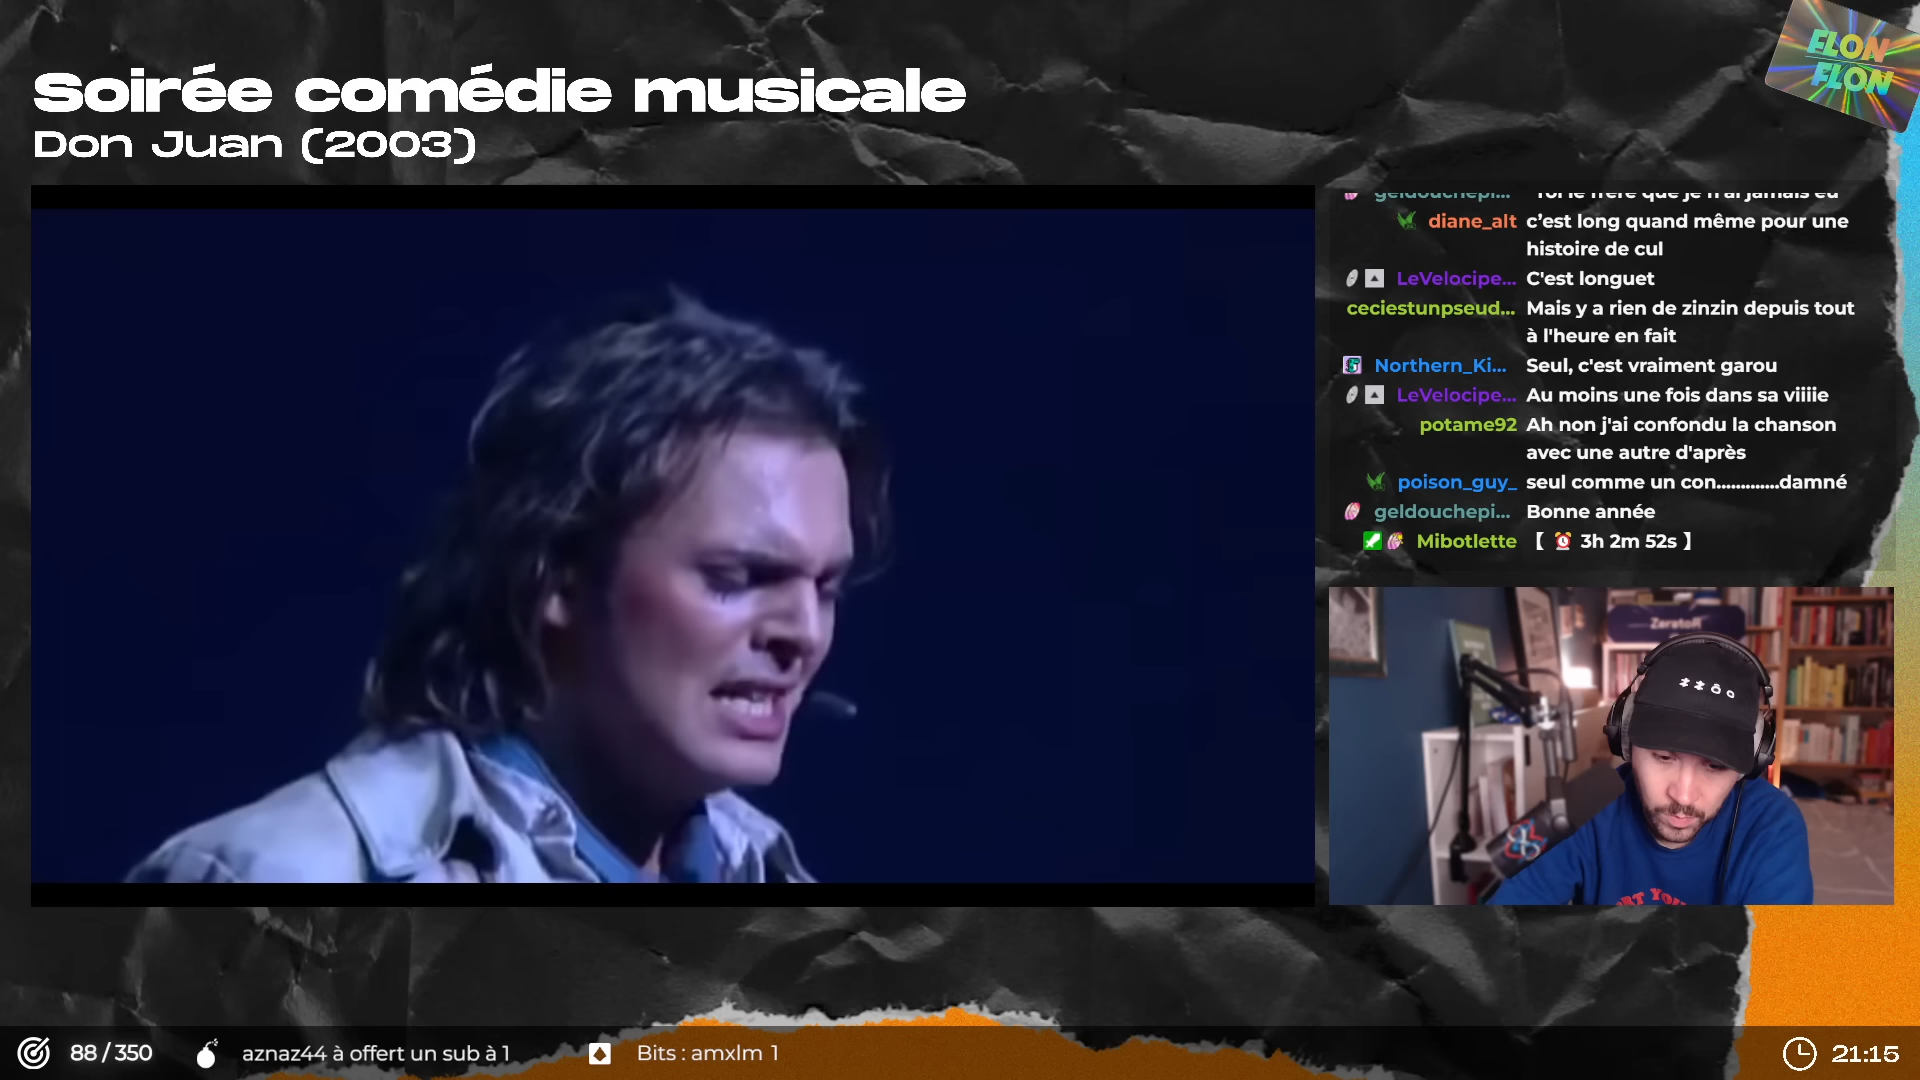 Soirée comédie musicale
Don Juan (2003)
FLON
FLON
diane_alt c'est long quand même pour une
histoire de cul
LeVelocipe... C'est longuet
ceciestunpseud... Mais y a rien de zinzin depuis tout
à l'heure en fait
Northern_Ki... Seul, c'est vraiment garou
LeVelocipe... Au moins une fois dans sa viiiie
potame92 Ah non j'ai confondu la chanson
avec une autre d'après
poison_guy_ seul comme un con.............damné
geldouchepi... Bonne année
Mibotlette 【 ⏰ 3h 2m 52s 】
ZeratoR
88 / 350
aznaz44 à offert un sub à 1
Bits : amxlm 1
21:15